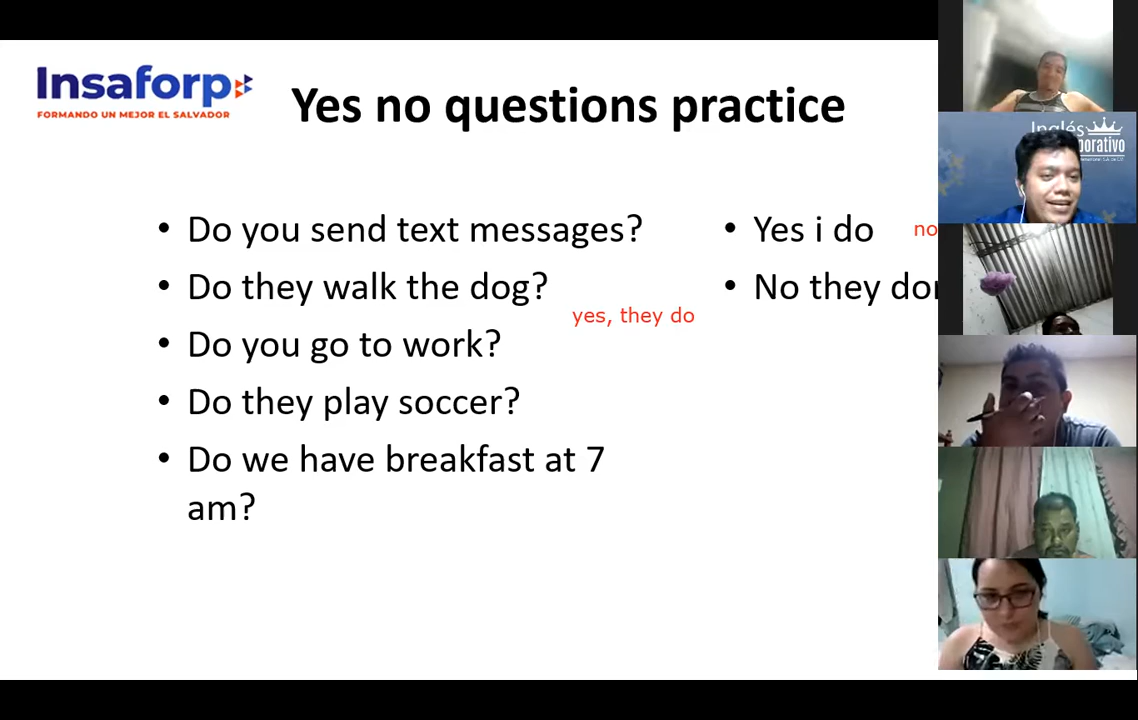 Insaforp
FORMANDO UN MEJOR EL SALVADOR
Yes no questions practice
• Do you send text messages?
• Do they walk the dog?
yes, they do
• Do you go to work?
• Do they play soccer?
• Do we have breakfast at 7
am?
• Yes i do no
• No they
Inglés